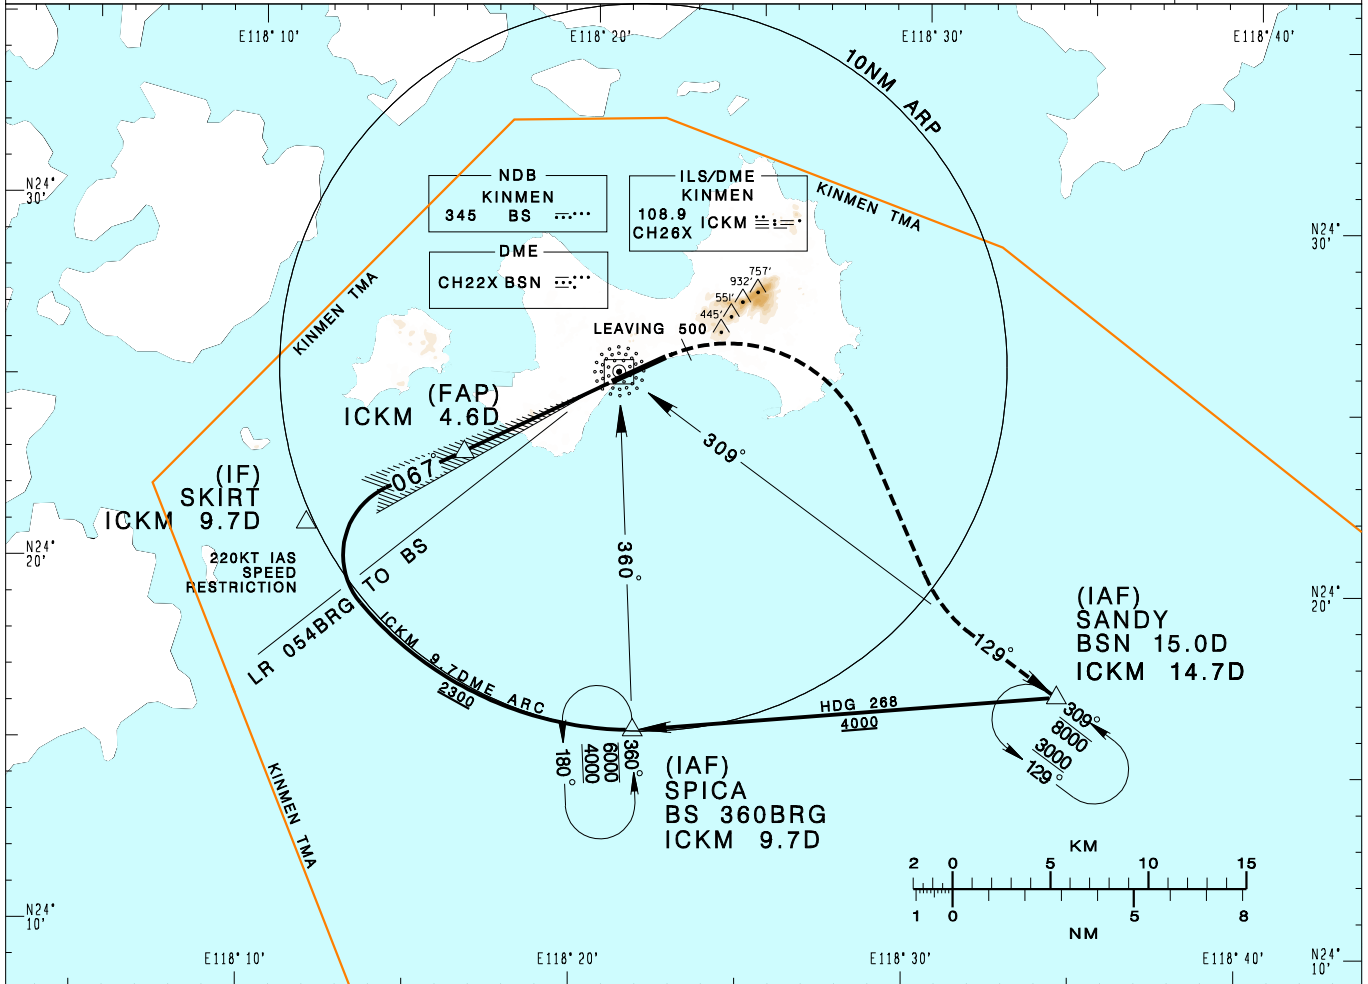 E118°10'
E118°20'
E118°30'
E118°40'
10NM ARP
N24°
30'
N24°
30'
KINMEN TMA
NDB
KINMEN
345 BS
ILS/DME
KINMEN
108.9
CH26X
ICKM
DME
CH22X BSN
757'
932'
551'
445'
LEAVING 500
KINMEN TMA
(FAP)
ICKM 4.6D
067°
309°
(IF)
SKIRT
ICKM 9.7D
220KT IAS
SPEED
RESTRICTION
N24°
20'
N24°
20'
LR 054BRG TO BS
360°
ICKM 9.7DME ARC
2300
(IAF)
SANDY
BSN 15.0D
ICKM 14.7D
129°
HDG 268
4000
309°
8000
3000
129°
180°
4000
6000
360°
(IAF)
SPICA
BS 360BRG
ICKM 9.7D
KINMEN TMA
KM
2 0 5 10 15
1 0 5 8
NM
N24°
10'
N24°
10'
E118°10'
E118°20'
E118°30'
E118°40'